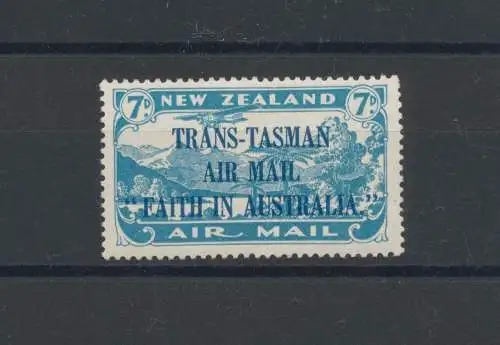 7D NEW ZEALAND 7D
TRANS-TASMAN
AIR MAIL
"FAITH IN AUSTRALIA."
AIR MAIL